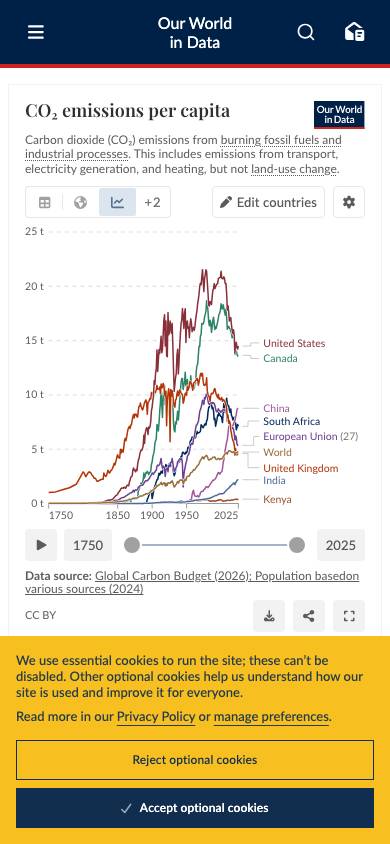 Our World
in Data
CO₂ emissions per capita
Our World
in Data
Carbon dioxide (CO₂) emissions from burning fossil fuels and
industrial processes. This includes emissions from transport,
electricity generation, and heating, but not land-use change.
+2
Edit countries
25 t
20 t
15 t
10 t
5 t
0 t
United States
Canada
China
South Africa
European Union (27)
World
United Kingdom
India
Kenya
1750
1850
1900
1950
2025
1750
2025
Data source: Global Carbon Budget (2026); Population basedon
various sources (2024)
CC BY
We use essential cookies to run the site; these can't be
disabled. Other optional cookies help us understand how our
site is used and improve it for everyone.
Read more in our Privacy Policy or manage preferences.
Reject optional cookies
Accept optional cookies